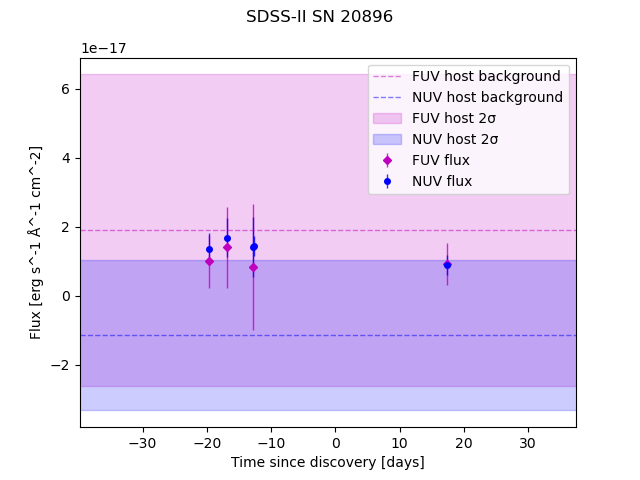 SDSS-II SN 20896
1e−17
FUV host background
NUV host background
FUV host 2σ
NUV host 2σ
FUV flux
NUV flux
6
4
2
0
−2
Flux [erg s^-1 Å^-1 cm^-2]
−30 −20 −10 0 10 20 30
Time since discovery [days]